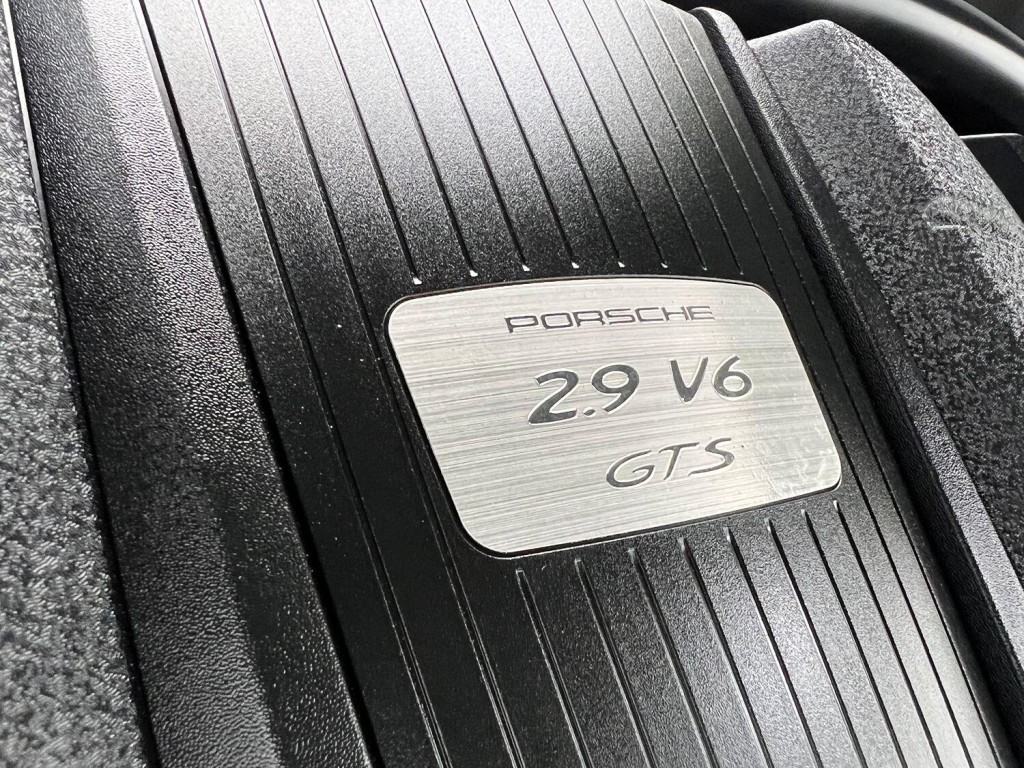 PORSCHE
2.9 V6
GTS